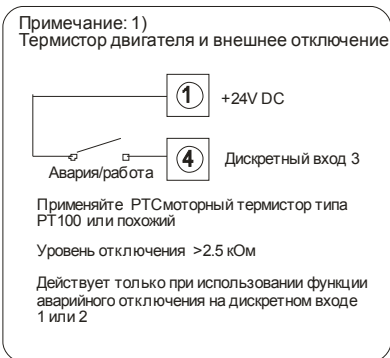 Примечание: 1)
Термистор двигателя и внешнее отключение
1
+24V DC
4
Дискретный вход 3
Авария/работа
Применяйте PTCмоторный термистор типа
PT100 или похожий
Уровень отключения >2.5 кОм
Действует только при использовании функции
аварийного отключения на дискретном входе
1 или 2